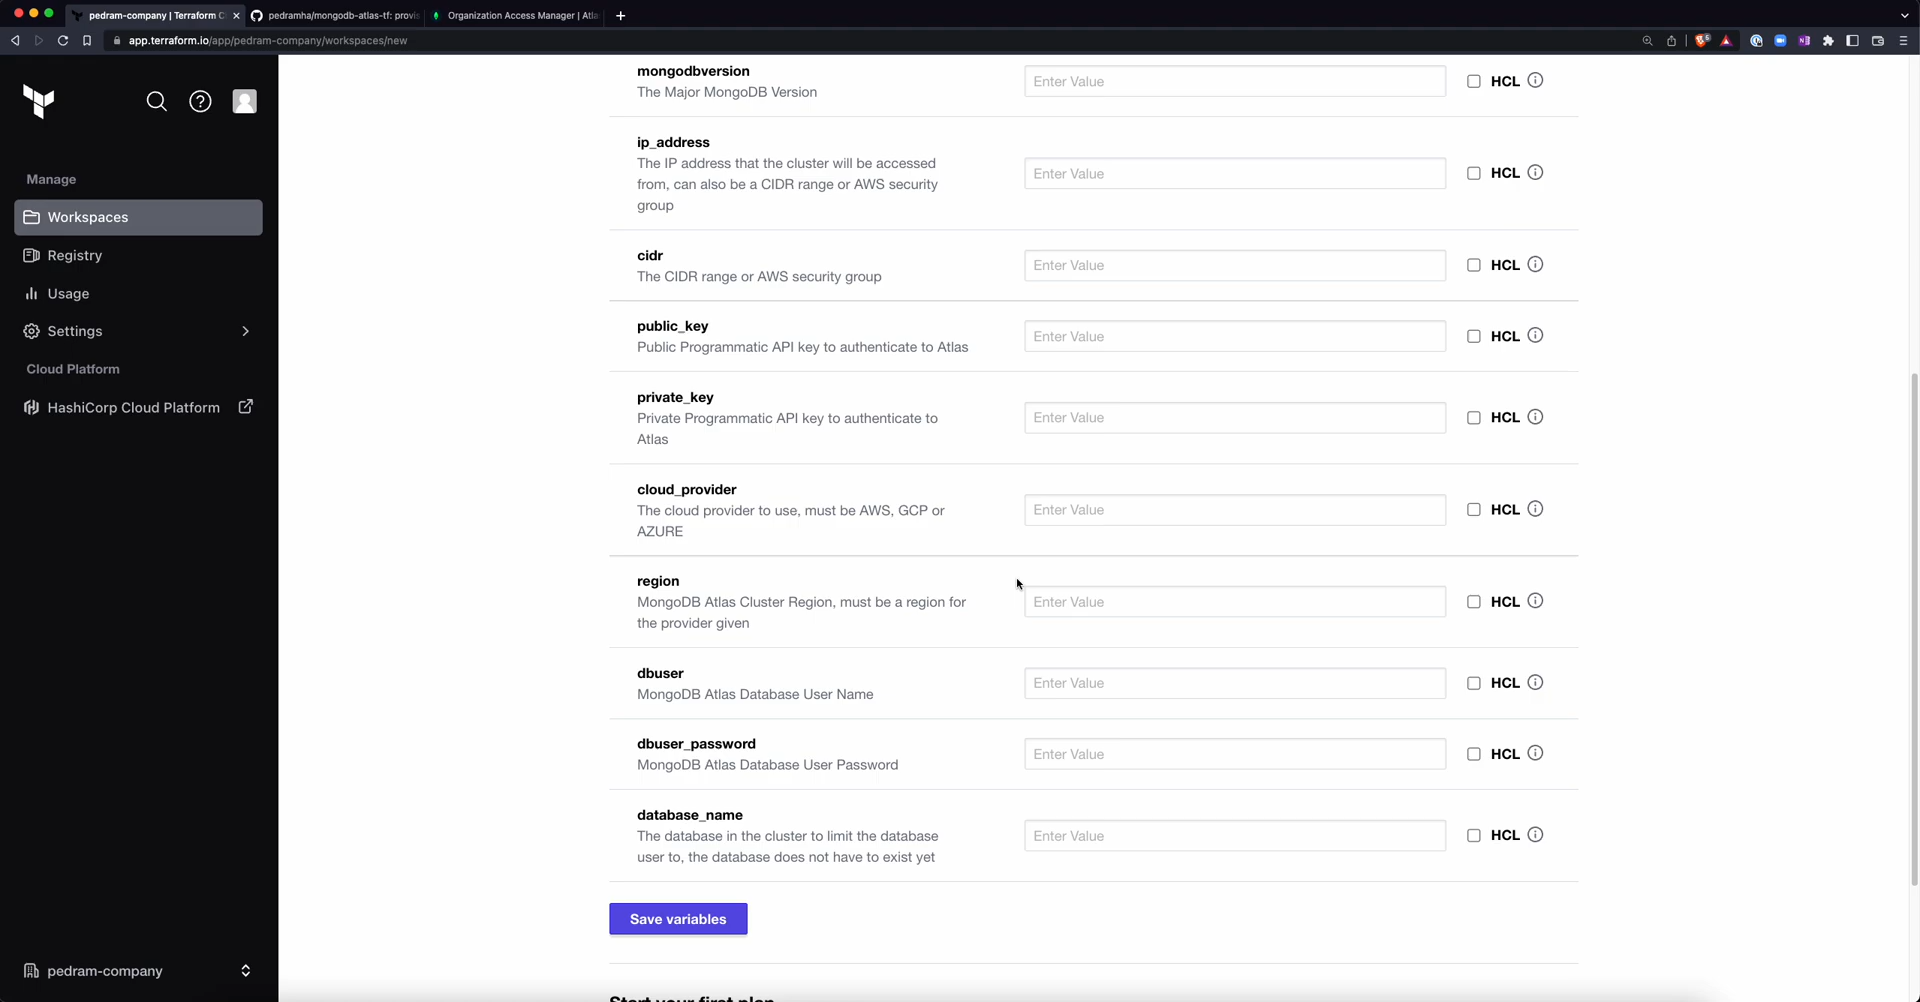 pedram-company | Terraform C
pedramha/mongodb-atlas-tf: provis
Organization Access Manager | Atla
app.terraform.io/app/pedram-company/workspaces/new
Manage
Workspaces
Registry
Usage
Settings
Cloud Platform
HashiCorp Cloud Platform
pedram-company
mongodbversion
The Major MongoDB Version
Enter Value
HCL
ip_address
The IP address that the cluster will be accessed
from, can also be a CIDR range or AWS security
group
Enter Value
HCL
cidr
The CIDR range or AWS security group
Enter Value
HCL
public_key
Public Programmatic API key to authenticate to Atlas
Enter Value
HCL
private_key
Private Programmatic API key to authenticate to
Atlas
Enter Value
HCL
cloud_provider
The cloud provider to use, must be AWS, GCP or
AZURE
Enter Value
HCL
region
MongoDB Atlas Cluster Region, must be a region for
the provider given
Enter Value
HCL
dbuser
MongoDB Atlas Database User Name
Enter Value
HCL
dbuser_password
MongoDB Atlas Database User Password
Enter Value
HCL
database_name
The database in the cluster to limit the database
user to, the database does not have to exist yet
Enter Value
HCL
Save variables
Start your first plan